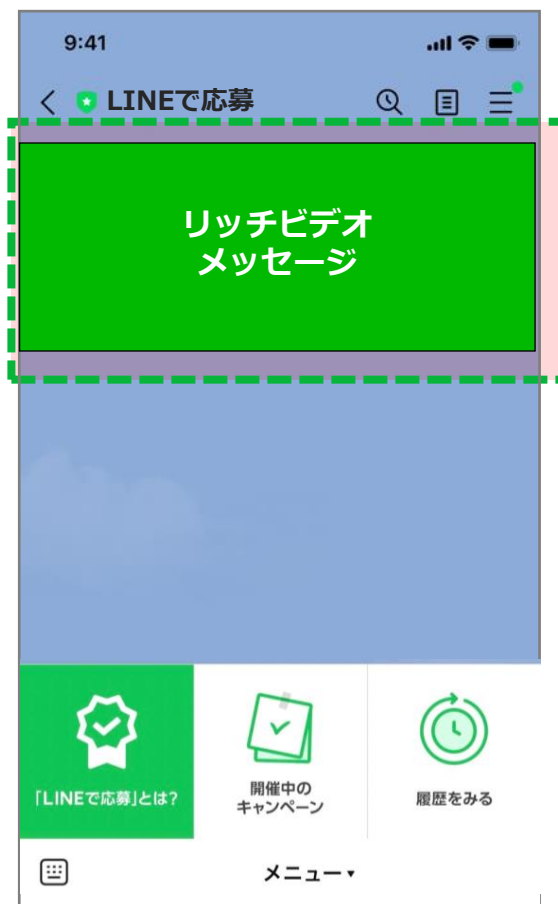 9:41
LINEで応募
リッチビデオ
メッセージ
「LINEで応募」とは?
開催中の
キャンペーン
履歴をみる
メニュー▾